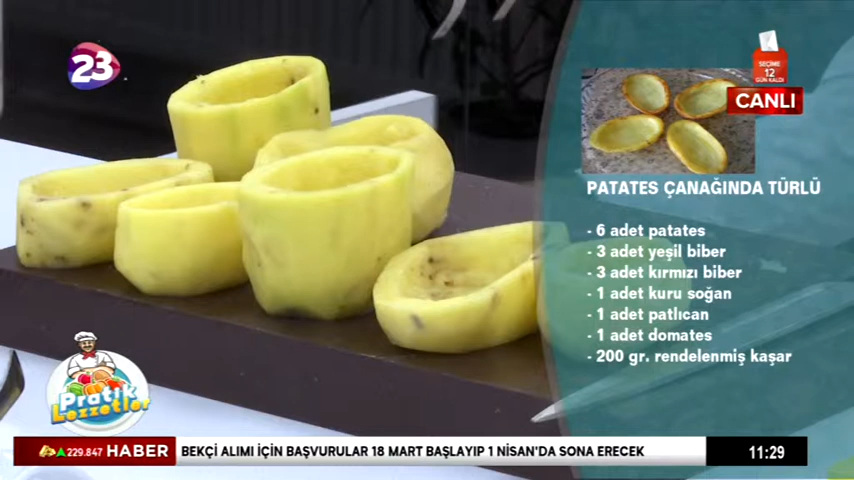 23
SEÇİME
12
GÜN KALDI
CANLI
PATATES ÇANAĞINDA TÜRLÜ
- 6 adet patates
- 3 adet yeşil biber
- 3 adet kırmızı biber
- 1 adet kuru soğan
- 1 adet patlıcan
- 1 adet domates
- 200 gr. rendelenmiş kaşar
Pratik
Lezzetler
229.847 HABER
BEKÇİ ALIMI İÇİN BAŞVURULAR 18 MART BAŞLAYIP 1 NİSAN'DA SONA ERECEK
11:29